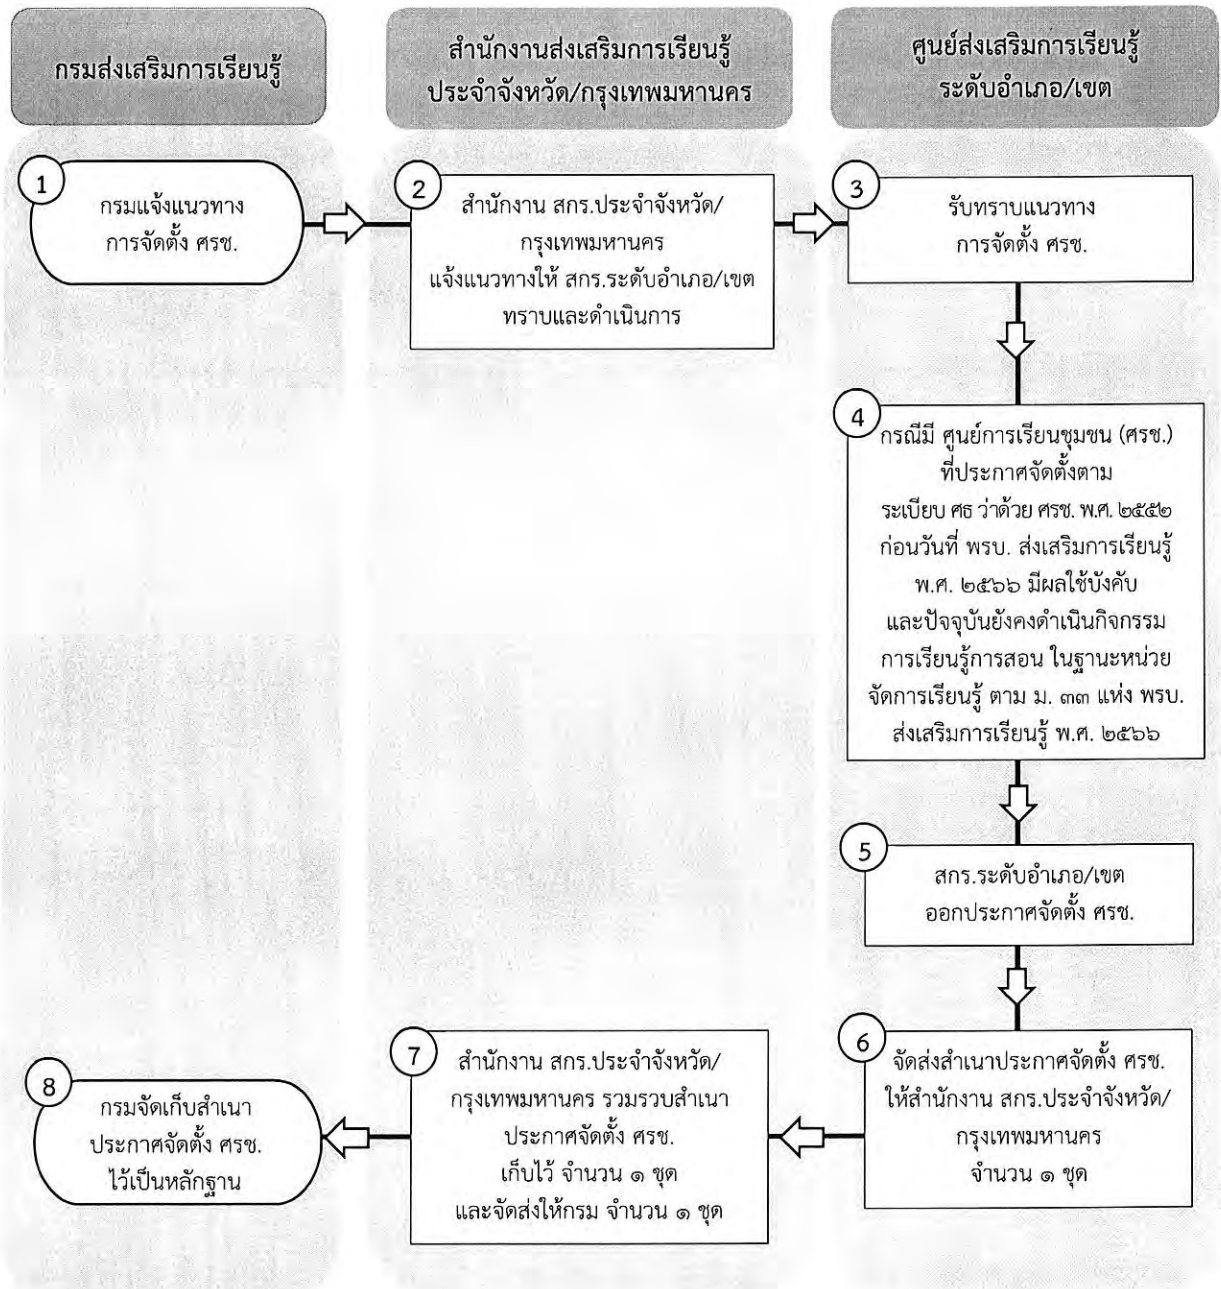 กรมส่งเสริมการเรียนรู้
สำนักงานส่งเสริมการเรียนรู้
ประจำจังหวัด/กรุงเทพมหานคร
ศูนย์ส่งเสริมการเรียนรู้
ระดับอำเภอ/เขต
1
กรมแจ้งแนวทาง
การจัดตั้ง ศรช.
2
สำนักงาน สกร.ประจำจังหวัด/
กรุงเทพมหานคร
แจ้งแนวทางให้ สกร.ระดับอำเภอ/เขต
ทราบและดำเนินการ
3
รับทราบแนวทาง
การจัดตั้ง ศรช.
4
กรณีมี ศูนย์การเรียนชุมชน (ศรช.)
ที่ประกาศจัดตั้งตาม
ระเบียบ ศธ ว่าด้วย ศรช. พ.ศ. ๒๕๕๒
ก่อนวันที่ พรบ. ส่งเสริมการเรียนรู้
พ.ศ. ๒๕๖๖ มีผลใช้บังคับ
และปัจจุบันยังคงดำเนินกิจกรรม
การเรียนรู้การสอน ในฐานะหน่วย
จัดการเรียนรู้ ตาม ม. ๓๓ แห่ง พรบ.
ส่งเสริมการเรียนรู้ พ.ศ. ๒๕๖๖
5
สกร.ระดับอำเภอ/เขต
ออกประกาศจัดตั้ง ศรช.
6
จัดส่งสำเนาประกาศจัดตั้ง ศรช.
ให้สำนักงาน สกร.ประจำจังหวัด/
กรุงเทพมหานคร
จำนวน ๑ ชุด
7
สำนักงาน สกร.ประจำจังหวัด/
กรุงเทพมหานคร รวมรวบสำเนา
ประกาศจัดตั้ง ศรช.
เก็บไว้ จำนวน ๑ ชุด
และจัดส่งให้กรม จำนวน ๑ ชุด
8
กรมจัดเก็บสำเนา
ประกาศจัดตั้ง ศรช.
ไว้เป็นหลักฐาน